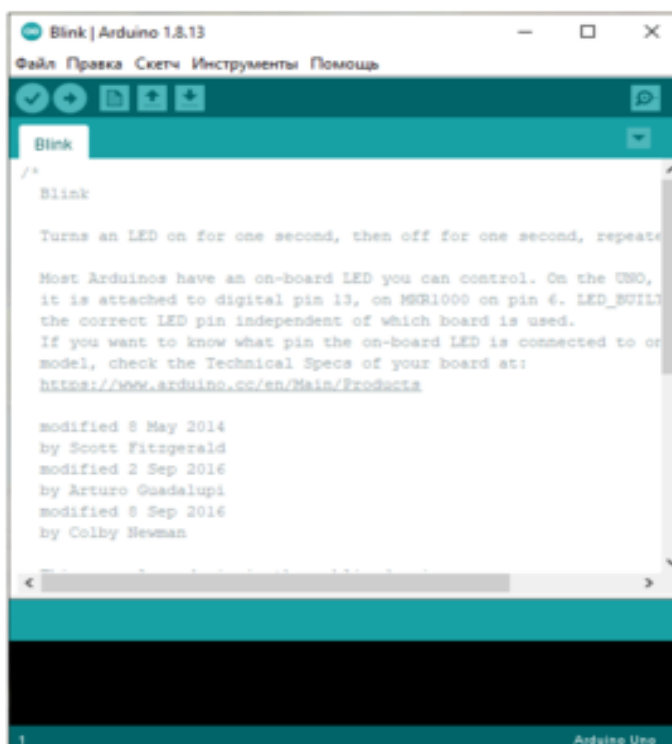 Blink | Arduino 1.8.13
Файл Правка Скетч Инструменты Помощь
Blink
/*
Blink
Turns an LED on for one second, then off for one second, repeate
Most Arduinos have an on-board LED you can control. On the UNO,
it is attached to digital pin 13, on MKR1000 on pin 6. LED_BUILT
the correct LED pin independent of which board is used.
If you want to know what pin the on-board LED is connected to on
model, check the Technical Specs of your board at:
https://www.arduino.cc/en/Main/Products
modified 8 May 2014
by Scott Fitzgerald
modified 2 Sep 2016
by Arturo Guadalupi
modified 8 Sep 2016
by Colby Newman
1
Arduino Uno